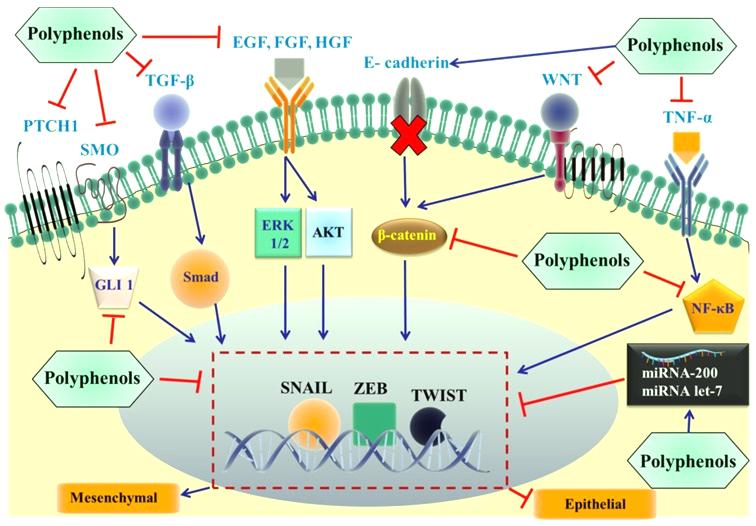 Polyphenols
EGF, FGF, HGF
Polyphenols
E- cadherin
TGF-β
WNT
PTCH1
TNF-α
SMO
ERK
1/2
AKT
β-catenin
Polyphenols
GLI 1
Smad
NF-κB
Polyphenols
SNAIL
ZEB
TWIST
miRNA-200
miRNA let-7
Polyphenols
Mesenchymal
Epithelial